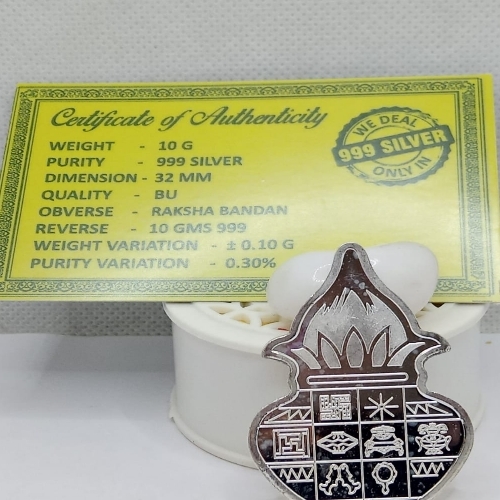 Certificate of Authenticity
WEIGHT - 10 G
PURITY - 999 SILVER
DIMENSION - 32 MM
QUALITY - BU
OBVERSE - RAKSHA BANDAN
REVERSE - 10 GMS 999
WEIGHT VARIATION - ± 0.10 G
PURITY VARIATION - 0.30%
WE DEAL
999 SILVER
ONLY IN